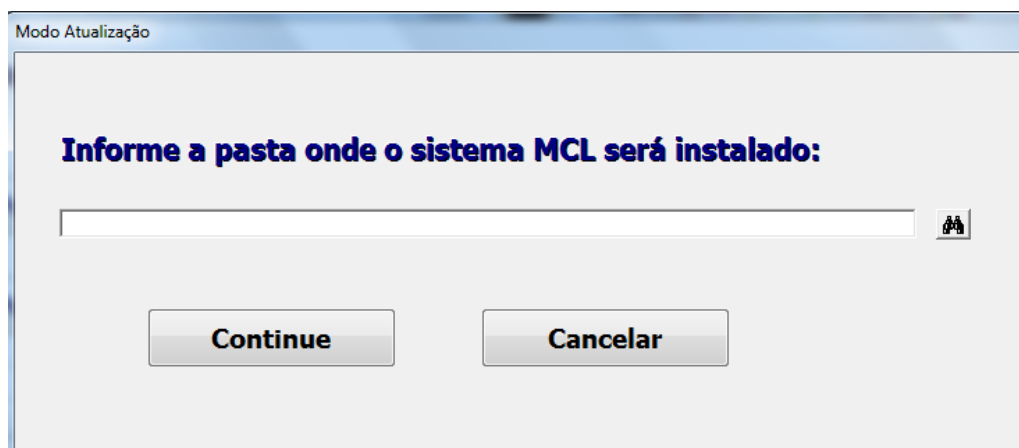 Modo Atualização
Informe a pasta onde o sistema MCL será instalado:
Continue
Cancelar